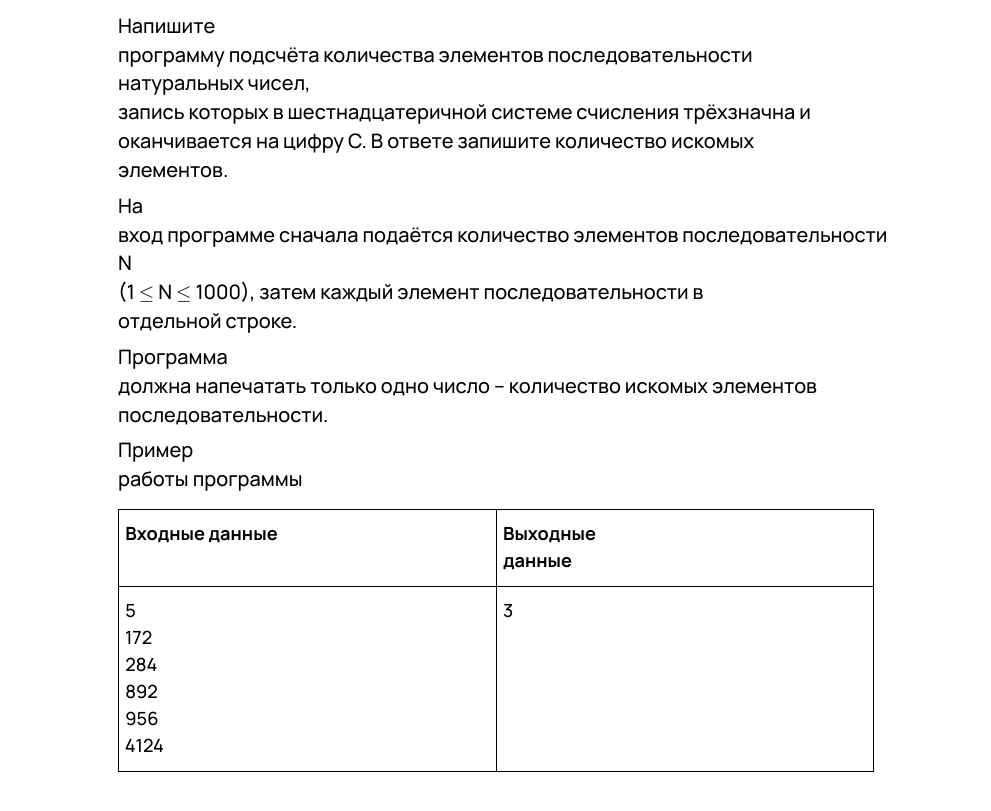 Напишите
программу подсчёта количества элементов последовательности
натуральных чисел,
запись которых в шестнадцатеричной системе счисления трёхзначна и
оканчивается на цифру С. В ответе запишите количество искомых
элементов.
На
вход программе сначала подаётся количество элементов последовательности
N
(1 ≤ N ≤ 1000), затем каждый элемент последовательности в
отдельной строке.
Программа
должна напечатать только одно число – количество искомых элементов
последовательности.
Пример
работы программы
Входные данные
Выходные
данные
5
172
284
892
956
4124
3